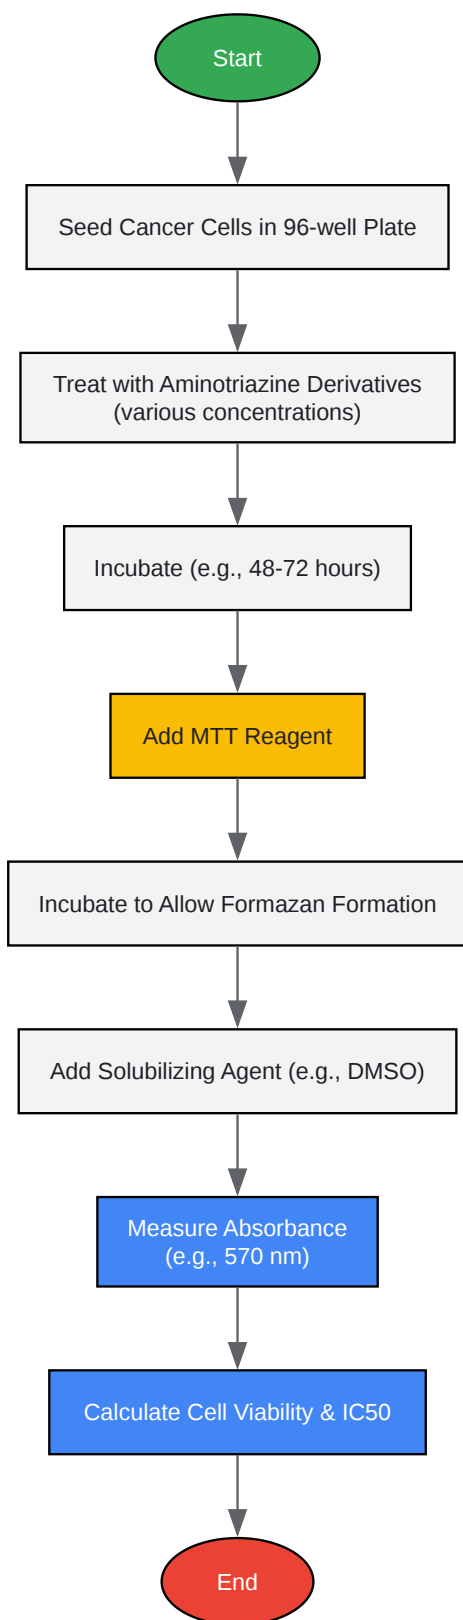 Start
Seed Cancer Cells in 96-well Plate
Treat with Aminotriazine Derivatives
(various concentrations)
Incubate (e.g., 48-72 hours)
Add MTT Reagent
Incubate to Allow Formazan Formation
Add Solubilizing Agent (e.g., DMSO)
Measure Absorbance
(e.g., 570 nm)
Calculate Cell Viability & IC50
End